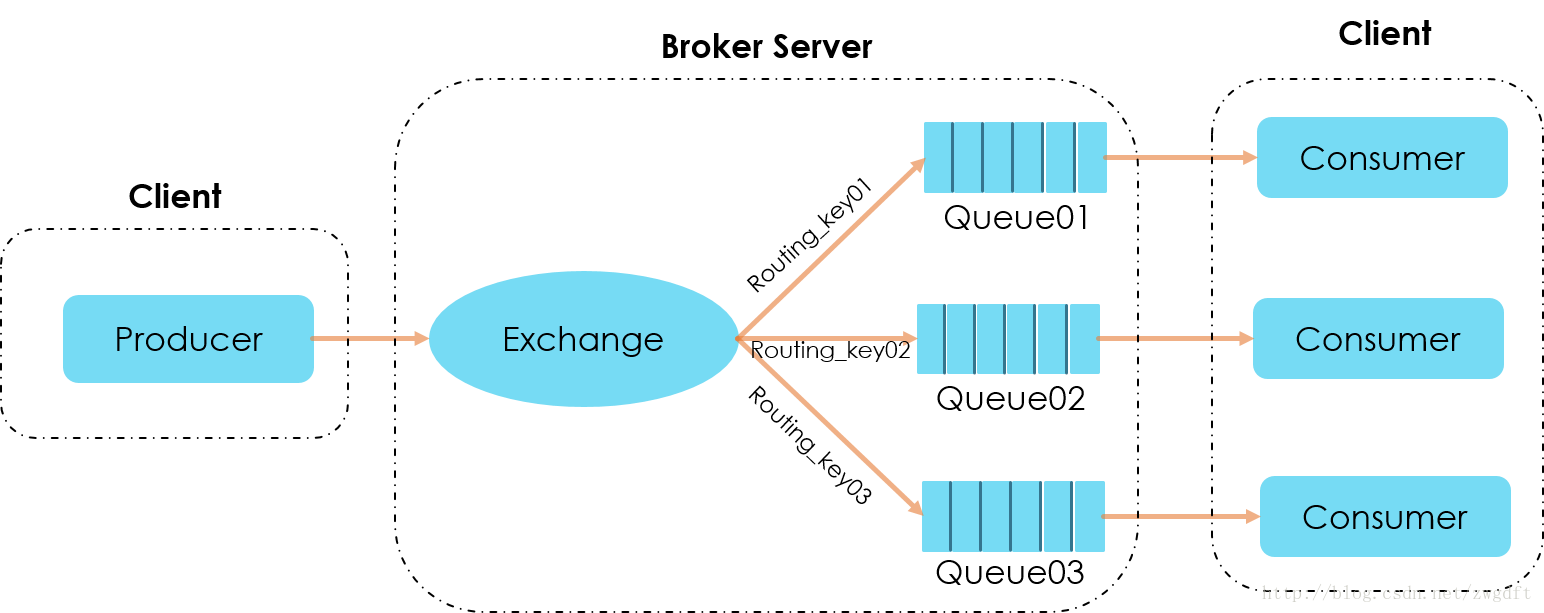 Broker Server
Client
Client
Producer
Exchange
Routing_key01
Routing_key02
Routing_key03
Queue01
Queue02
Queue03
Consumer
Consumer
Consumer
http://blog.csdn.net/zwgdft